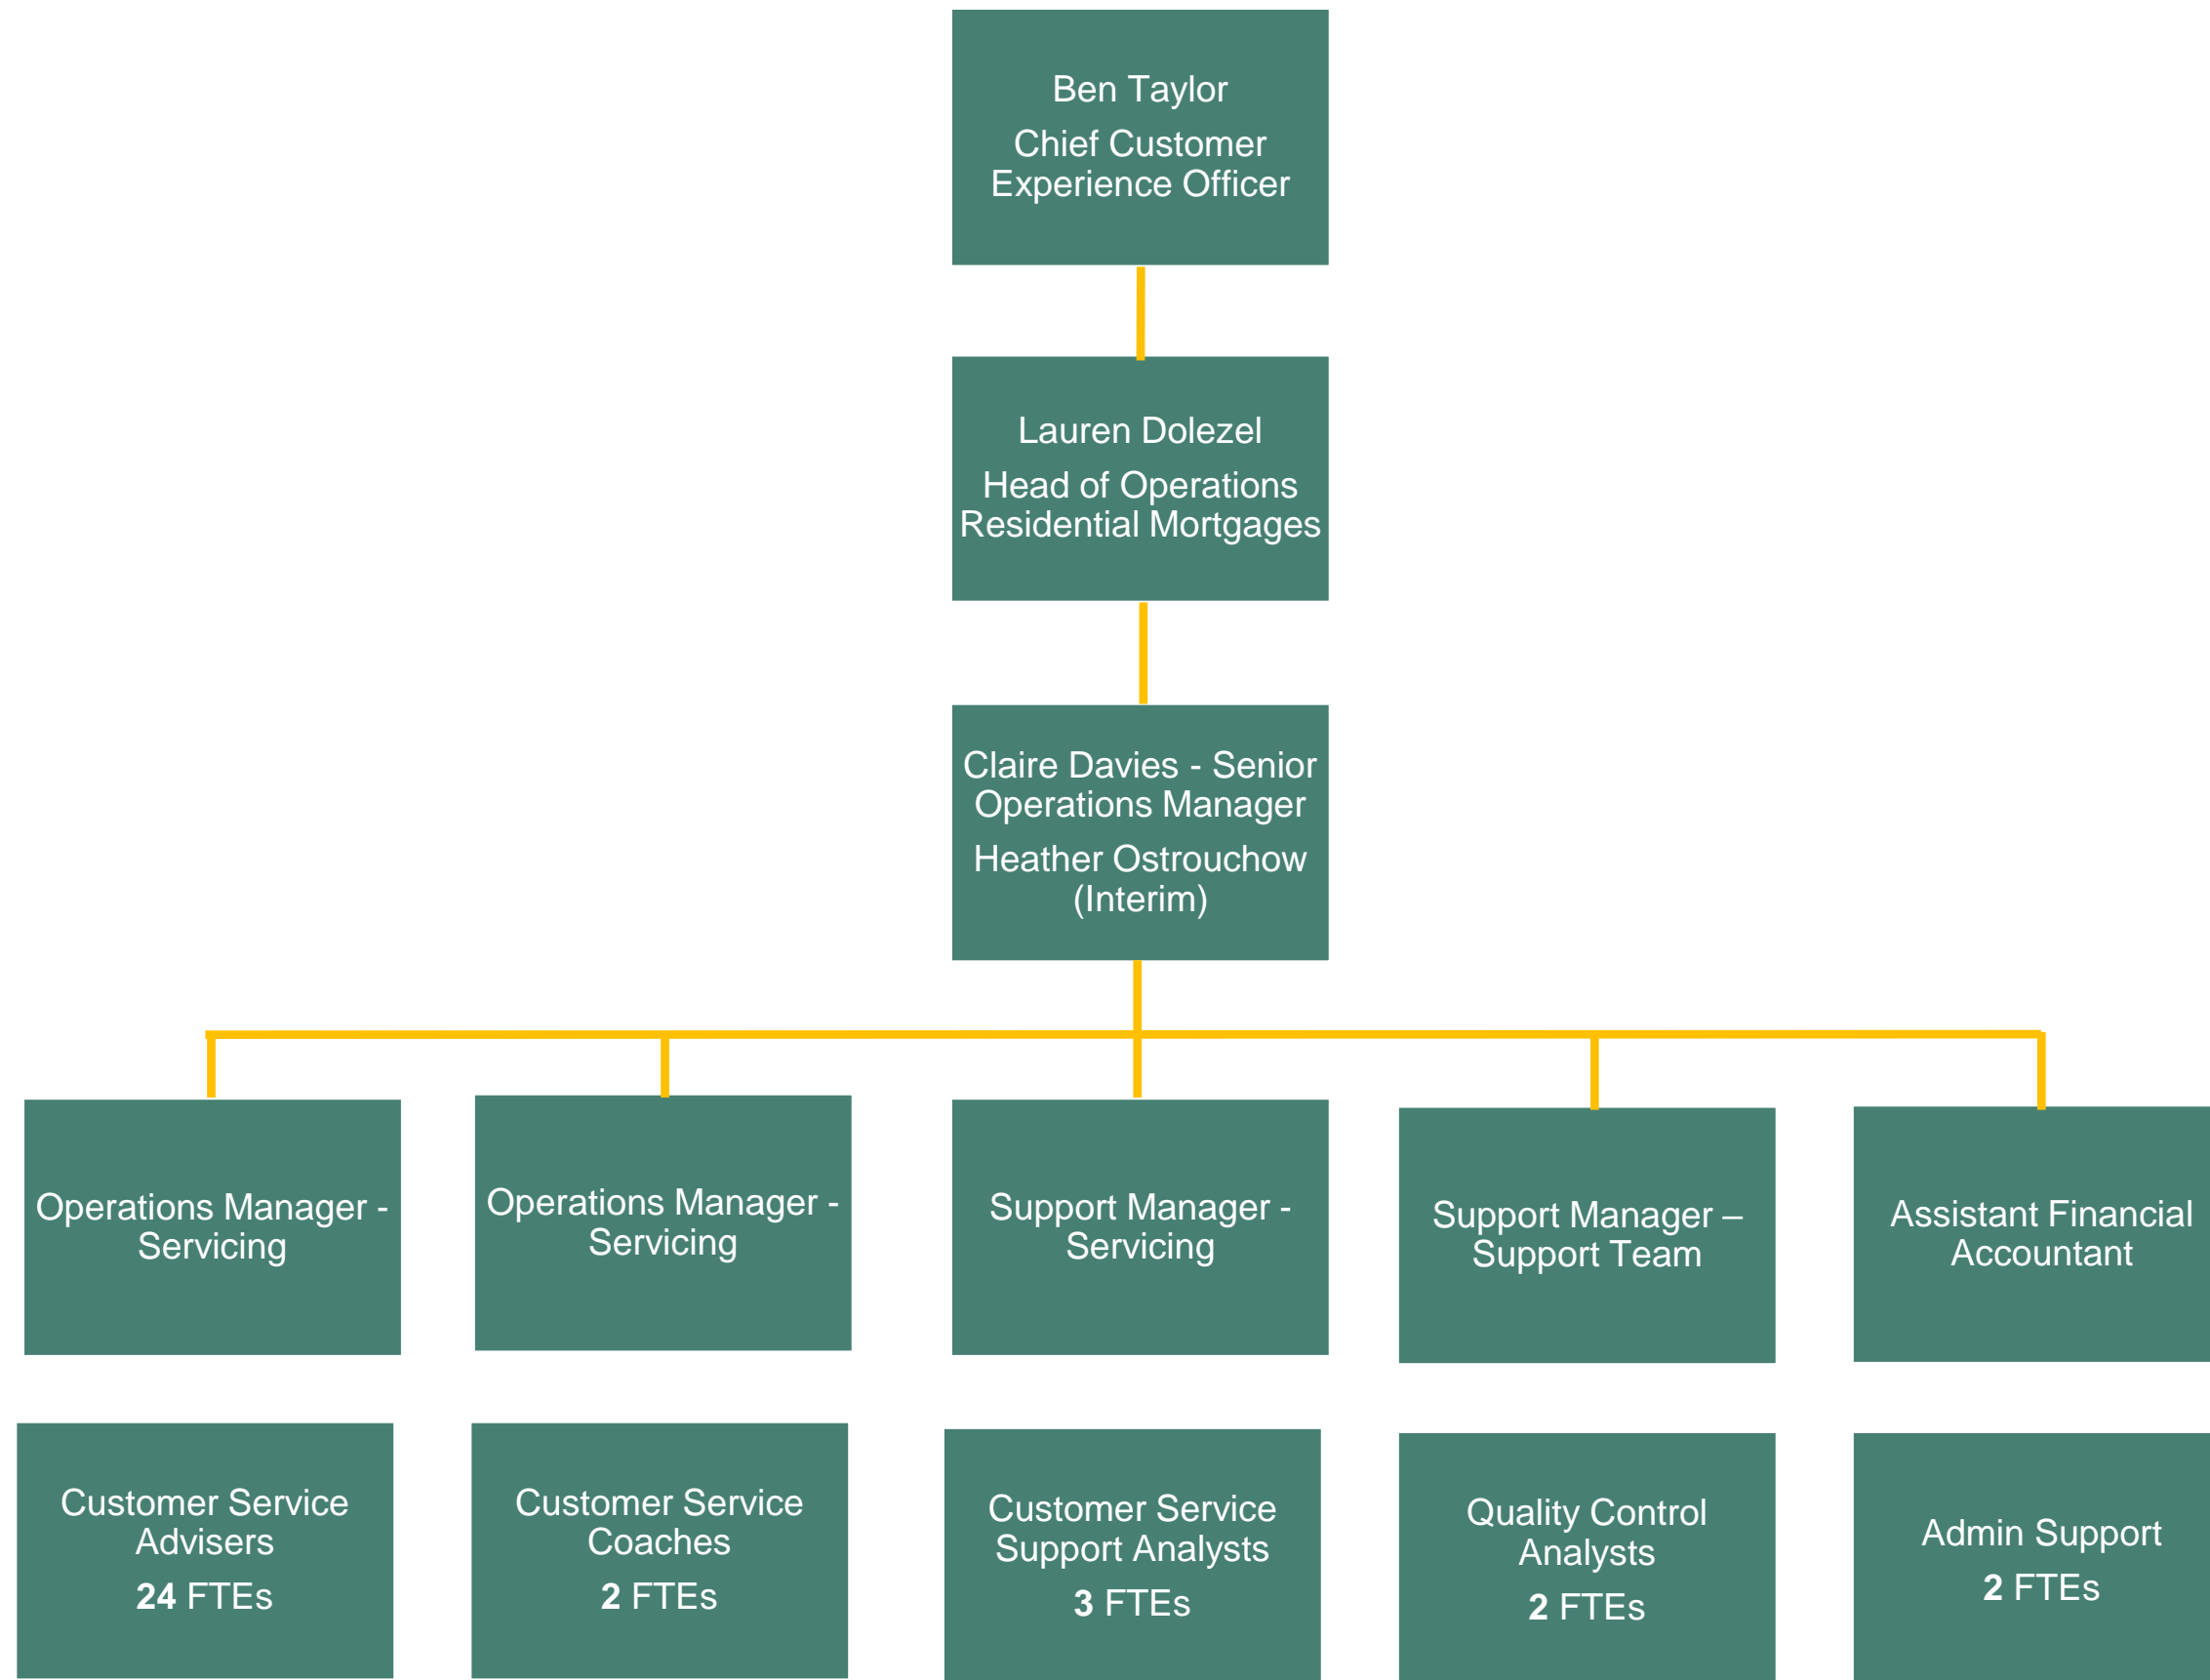 Ben Taylor
Chief Customer
Experience Officer
Lauren Dolezel
Head of Operations
Residential Mortgages
Claire Davies - Senior
Operations Manager
Heather Ostrouchow
(Interim)
Operations Manager -
Servicing
Operations Manager -
Servicing
Support Manager -
Servicing
Support Manager –
Support Team
Assistant Financial
Accountant
Customer Service
Advisers
24 FTEs
Customer Service
Coaches
2 FTEs
Customer Service
Support Analysts
3 FTEs
Quality Control
Analysts
2 FTEs
Admin Support
2 FTEs